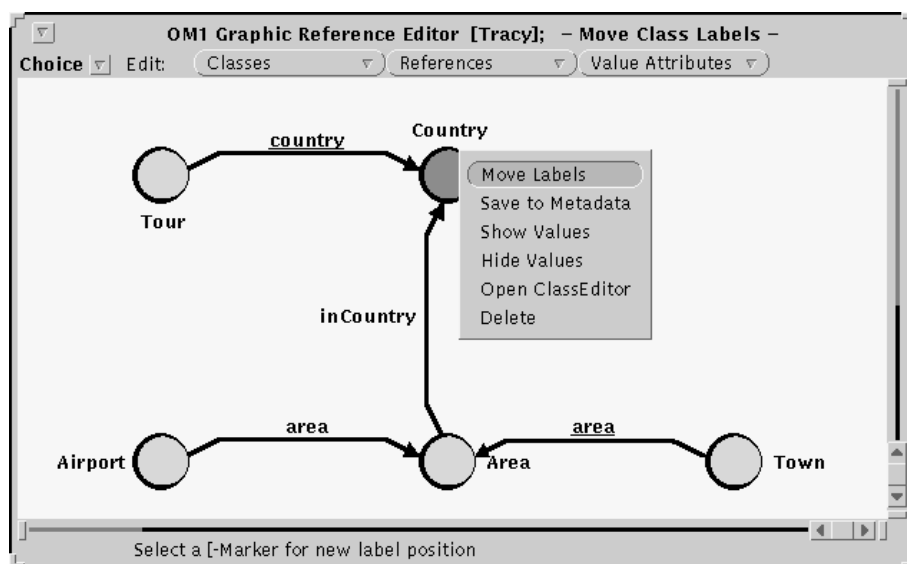 OM1 Graphic Reference Editor [Tracy]; – Move Class Labels –
Choice Edit: Classes References Value Attributes
Country
country
Move Labels
Tour
Save to Metadata
Show Values
Hide Values
Open ClassEditor
inCountry
Delete
area
area
Airport
Area
Town
Select a [-Marker for new label position